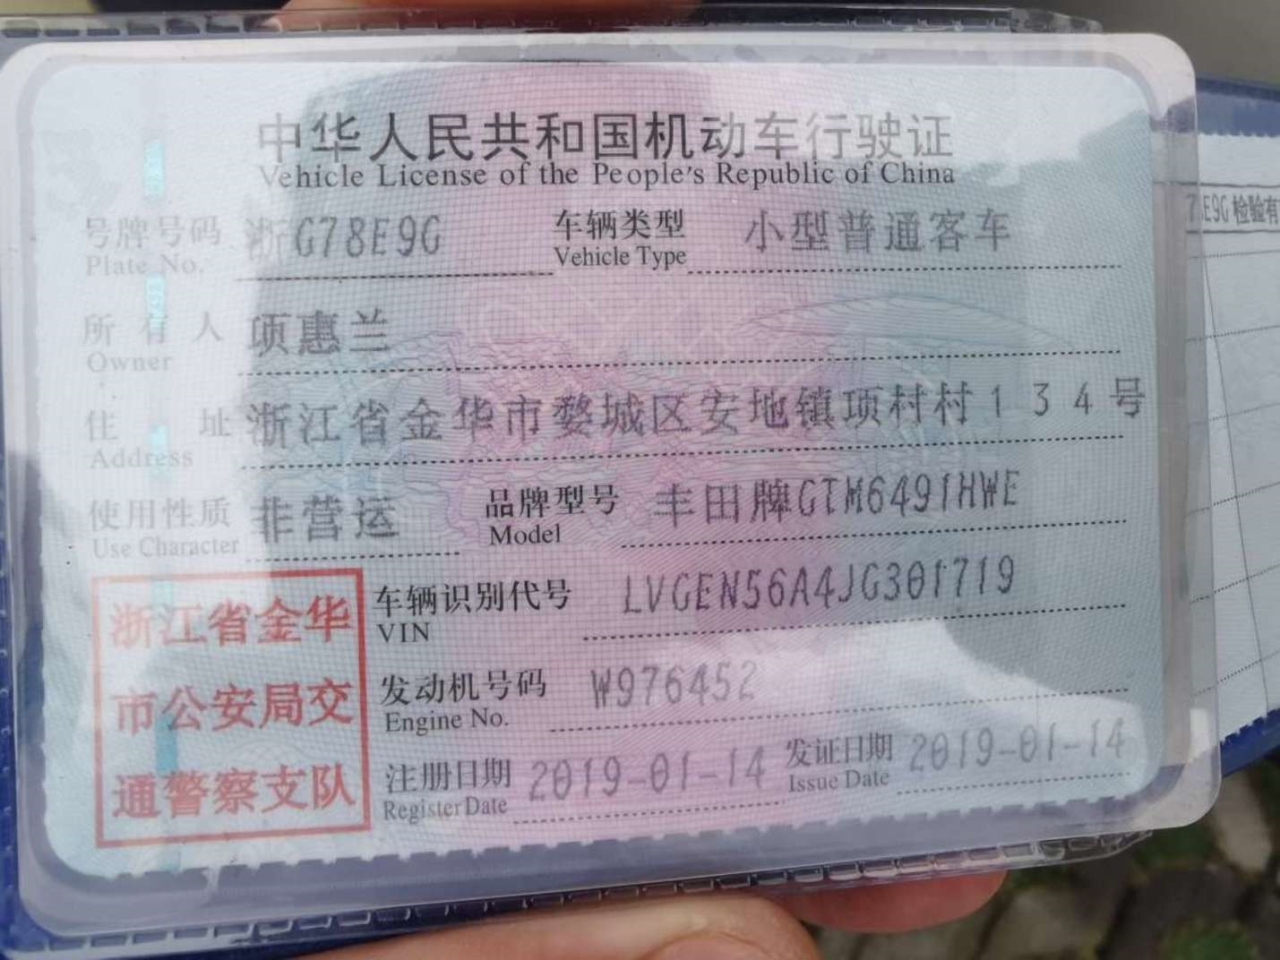 中华人民共和国机动车行驶证
Vehicle License of the People's Republic of China
号牌号码 浙G78E9G 车辆类型 小型普通客车
Plate No. Vehicle Type
所有人 项惠兰
Owner
住址 浙江省金华市婺城区安地镇项村村134号
Address
使用性质 非营运 品牌型号 丰田牌GTM6491HWE
Use Character Model
浙江省金华
市公安局交
通警察支队
车辆识别代号 LVGEN56A4JG301719
VIN
发动机号码 W976452
Engine No.
注册日期 2019-01-14 发证日期 2019-01-14
Register Date Issue Date
7 E9G 检验有